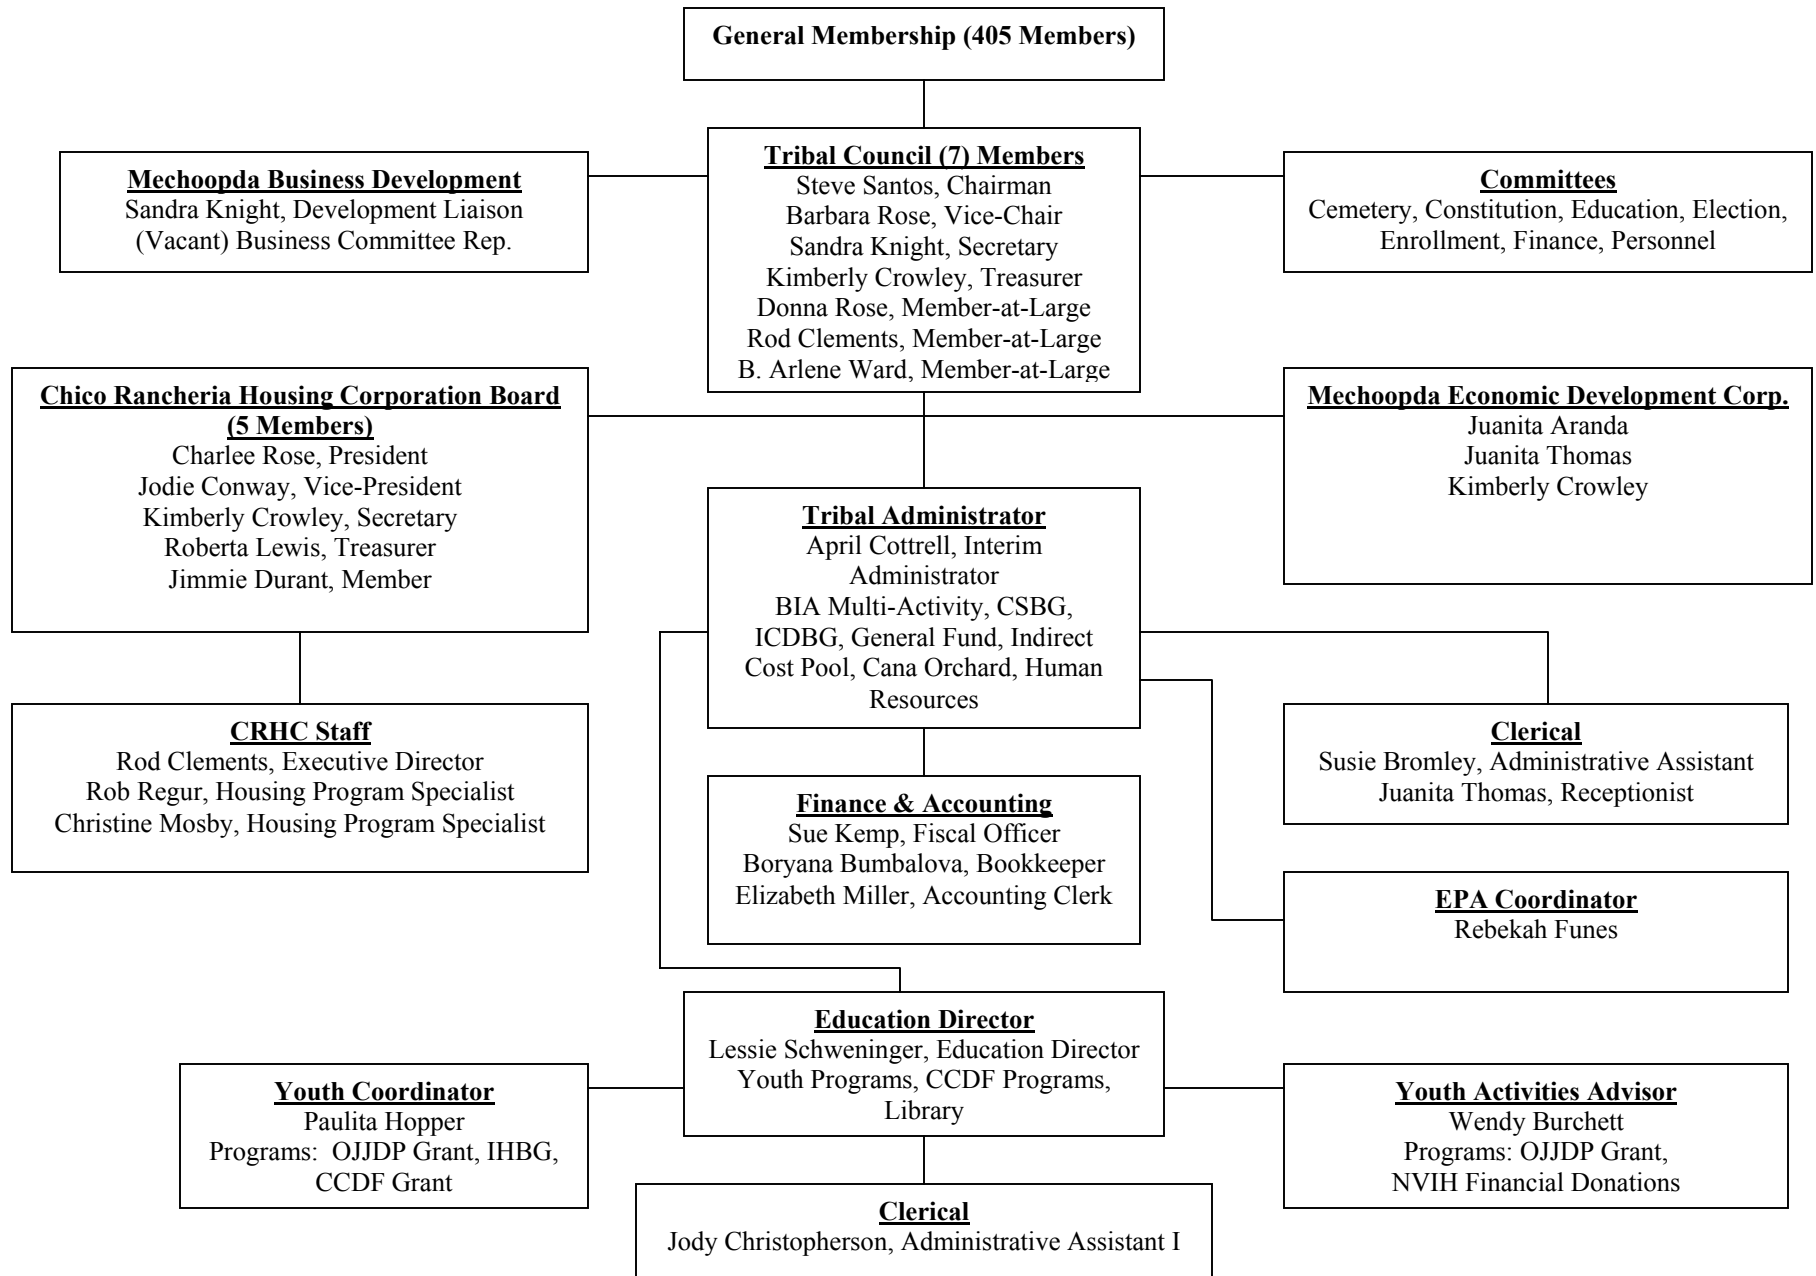 General Membership (405 Members)
Mechoopda Business Development
Sandra Knight, Development Liaison
(Vacant) Business Committee Rep.
Tribal Council (7) Members
Steve Santos, Chairman
Barbara Rose, Vice-Chair
Sandra Knight, Secretary
Kimberly Crowley, Treasurer
Donna Rose, Member-at-Large
Rod Clements, Member-at-Large
B. Arlene Ward, Member-at-Large
Committees
Cemetery, Constitution, Education, Election,
Enrollment, Finance, Personnel
Chico Rancheria Housing Corporation Board
(5 Members)
Charlee Rose, President
Jodie Conway, Vice-President
Kimberly Crowley, Secretary
Roberta Lewis, Treasurer
Jimmie Durant, Member
Mechoopda Economic Development Corp.
Juanita Aranda
Juanita Thomas
Kimberly Crowley
Tribal Administrator
April Cottrell, Interim
Administrator
BIA Multi-Activity, CSBG,
ICDBG, General Fund, Indirect
Cost Pool, Cana Orchard, Human
Resources
CRHC Staff
Rod Clements, Executive Director
Rob Regur, Housing Program Specialist
Christine Mosby, Housing Program Specialist
Clerical
Susie Bromley, Administrative Assistant
Juanita Thomas, Receptionist
Finance & Accounting
Sue Kemp, Fiscal Officer
Boryana Bumbalova, Bookkeeper
Elizabeth Miller, Accounting Clerk
EPA Coordinator
Rebekah Funes
Education Director
Lessie Schweninger, Education Director
Youth Programs, CCDF Programs,
Library
Youth Coordinator
Paulita Hopper
Programs:  OJJDP Grant, IHBG,
CCDF Grant
Youth Activities Advisor
Wendy Burchett
Programs: OJJDP Grant,
NVIH Financial Donations
Clerical
Jody Christopherson, Administrative Assistant I